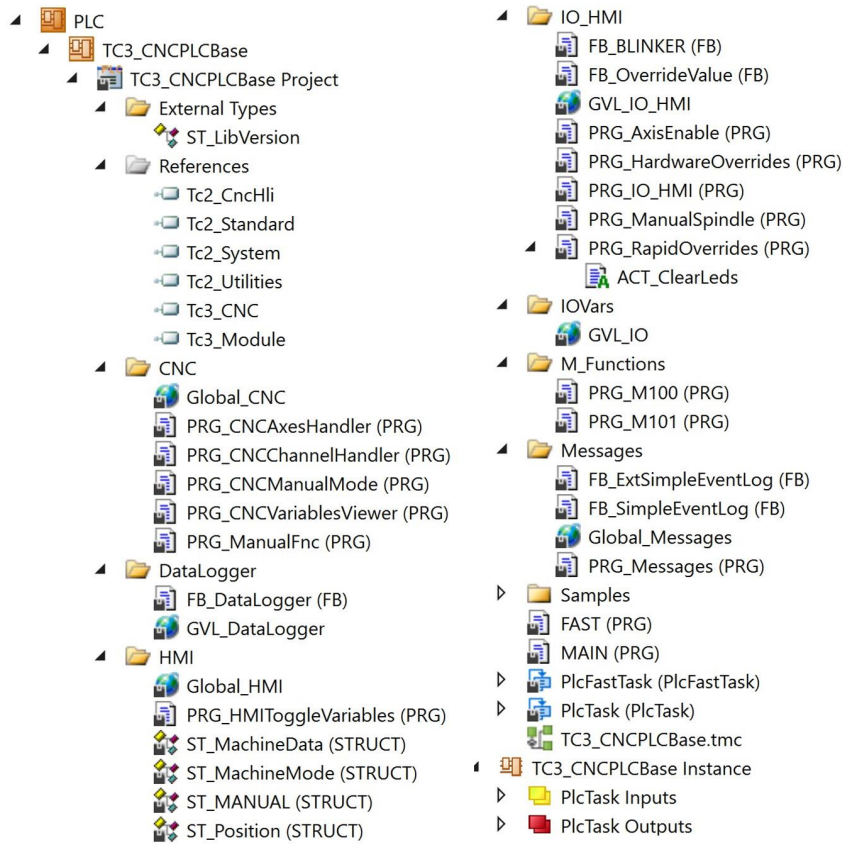 PLC
TC3_CNCPLCBase
TC3_CNCPLCBase Project
External Types
ST_LibVersion
References
Tc2_CncHli
Tc2_Standard
Tc2_System
Tc2_Utilities
Tc3_CNC
Tc3_Module
CNC
Global_CNC
PRG_CNCAxesHandler (PRG)
PRG_CNCChannelHandler (PRG)
PRG_CNCManualMode (PRG)
PRG_CNCVariablesViewer (PRG)
PRG_ManualFnc (PRG)
DataLogger
FB_DataLogger (FB)
GVL_DataLogger
HMI
Global_HMI
PRG_HMIToggleVariables (PRG)
ST_MachineData (STRUCT)
ST_MachineMode (STRUCT)
ST_MANUAL (STRUCT)
ST_Position (STRUCT)
IO_HMI
FB_BLINKER (FB)
FB_OverrideValue (FB)
GVL_IO_HMI
PRG_AxisEnable (PRG)
PRG_HardwareOverrides (PRG)
PRG_IO_HMI (PRG)
PRG_ManualSpindle (PRG)
PRG_RapidOverrides (PRG)
ACT_ClearLeds
IOVars
GVL_IO
M_Functions
PRG_M100 (PRG)
PRG_M101 (PRG)
Messages
FB_ExtSimpleEventLog (FB)
FB_SimpleEventLog (FB)
Global_Messages
PRG_Messages (PRG)
Samples
FAST (PRG)
MAIN (PRG)
PlcFastTask (PlcFastTask)
PlcTask (PlcTask)
TC3_CNCPLCBase.tmc
TC3_CNCPLCBase Instance
PlcTask Inputs
PlcTask Outputs